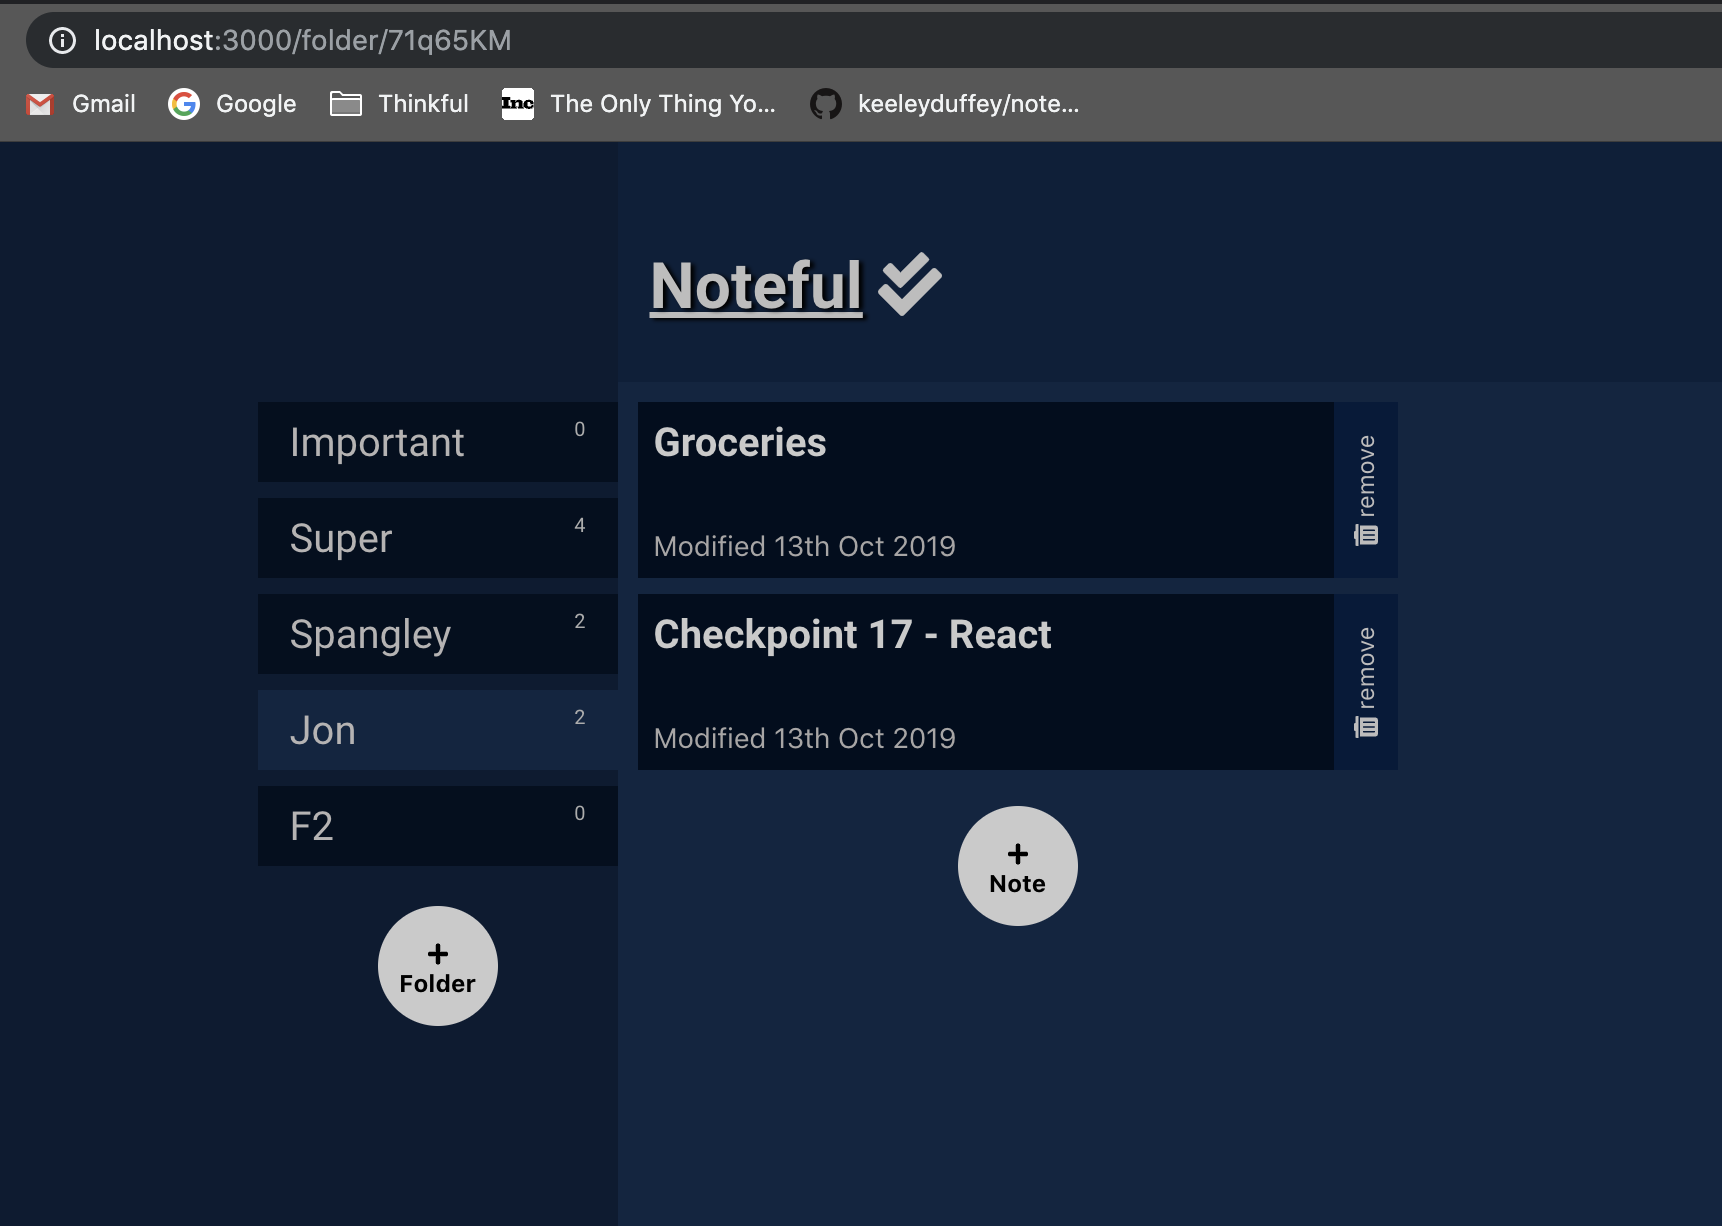 localhost:3000/folder/71q65KM
Gmail Google Thinkful Inc The Only Thing Yo... keeleyduffey/note...
Noteful
Important 0
Super 4
Spangley 2
Jon 2
F2 0
+
Folder
Groceries
Modified 13th Oct 2019
remove
Checkpoint 17 - React
Modified 13th Oct 2019
remove
+
Note